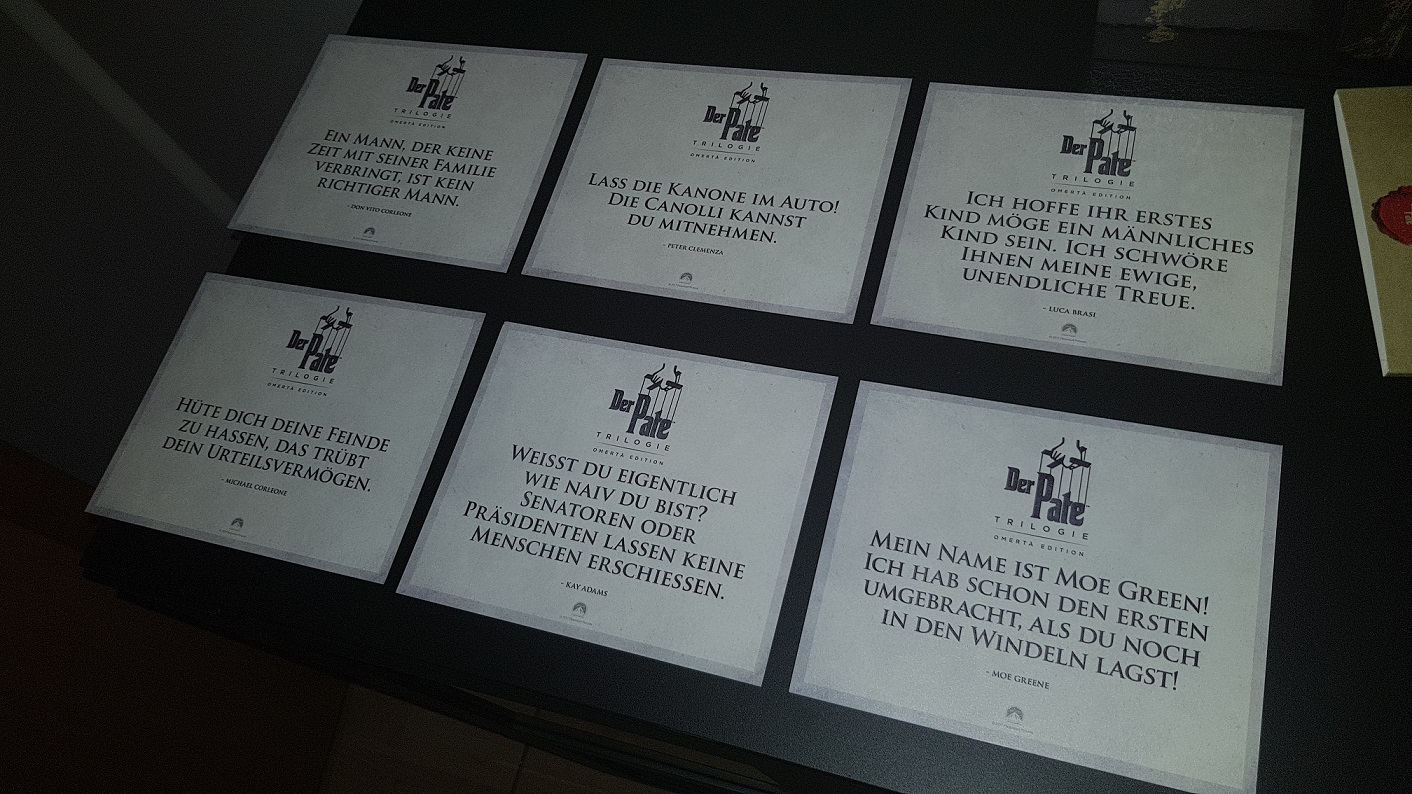 Der Pate
TRILOGIE
OMERTÀ EDITION
EIN MANN, DER KEINE
ZEIT MIT SEINER FAMILIE
VERBRINGT, IST KEIN
RICHTIGER MANN.
- DON VITO CORLEONE
Der Pate
TRILOGIE
OMERTÀ EDITION
LASS DIE KANONE IM AUTO!
DIE CANOLLI KANNST
DU MITNEHMEN.
- PETER CLEMENZA
Der Pate
TRILOGIE
OMERTÀ EDITION
ICH HOFFE IHR ERSTES
KIND MÖGE EIN MÄNNLICHES
KIND SEIN. ICH SCHWÖRE
IHNEN MEINE EWIGE,
UNENDLICHE TREUE.
- LUCA BRASI
Der Pate
TRILOGIE
OMERTÀ EDITION
HÜTE DICH DEINE FEINDE
ZU HASSEN, DAS TRÜBT
DEIN URTEILSVERMÖGEN.
- MICHAEL CORLEONE
Der Pate
TRILOGIE
OMERTÀ EDITION
WEISST DU EIGENTLICH
WIE NAIV DU BIST?
SENATOREN ODER
PRÄSIDENTEN LASSEN KEINE
MENSCHEN ERSCHIESSEN.
- KAY ADAMS
Der Pate
TRILOGIE
OMERTÀ EDITION
MEIN NAME IST MOE GREEN!
ICH HAB SCHON DEN ERSTEN
UMGEBRACHT, ALS DU NOCH
IN DEN WINDELN LAGST!
- MOE GREENE